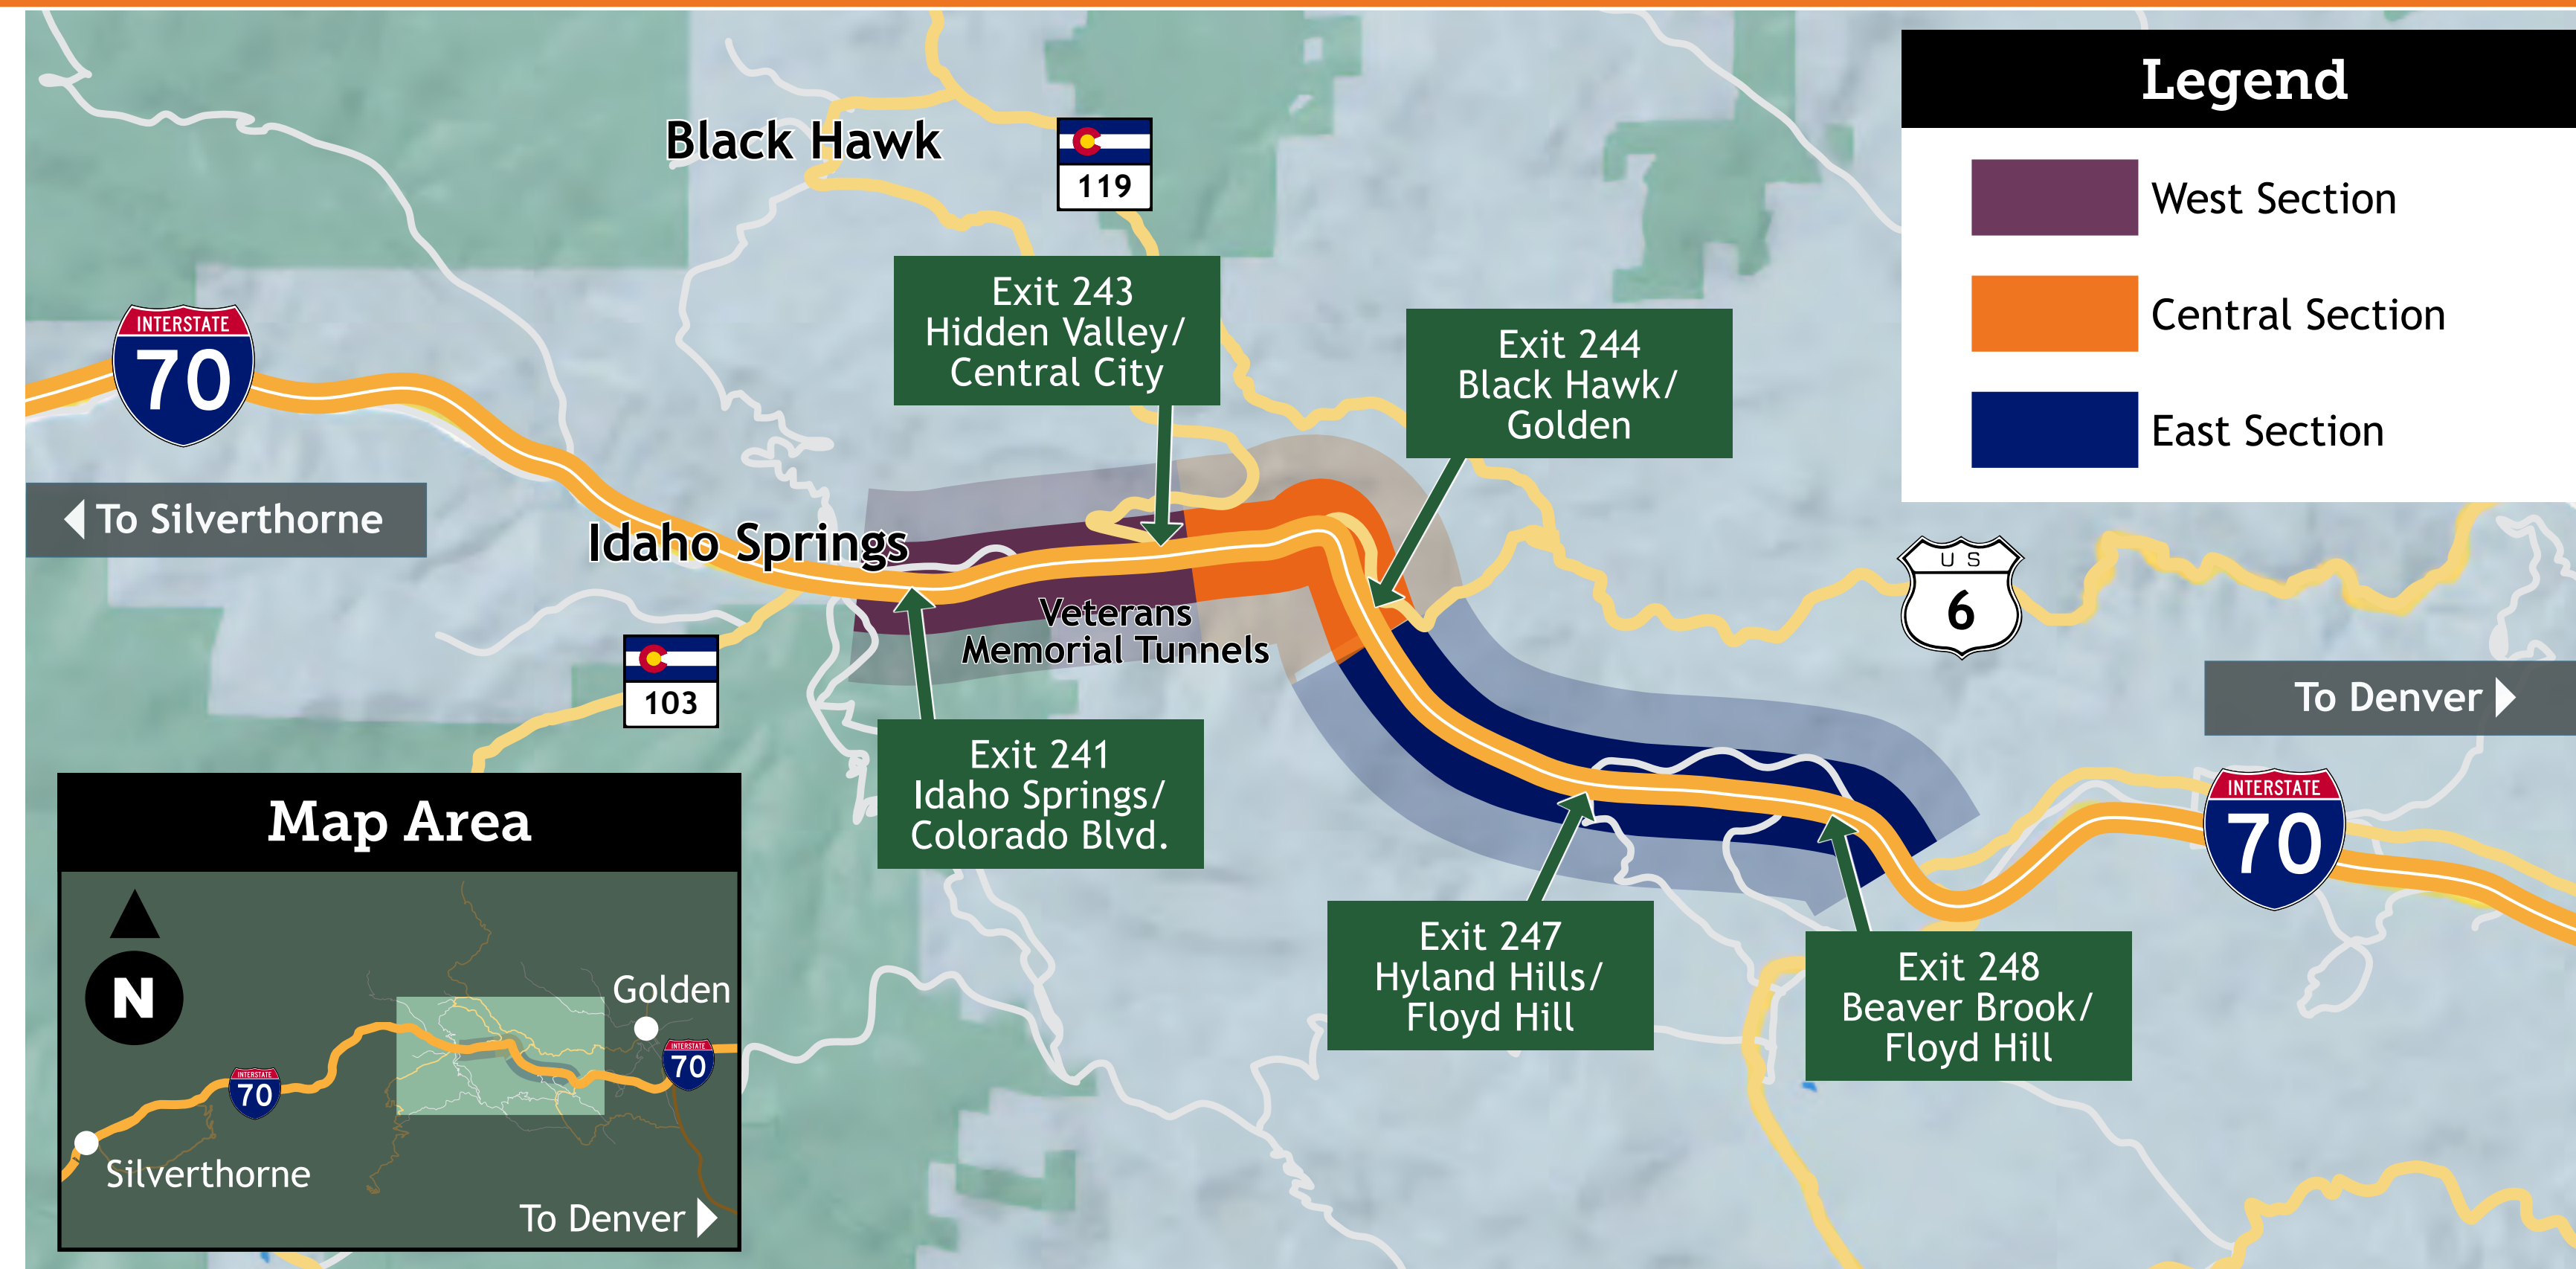 Legend
West Section
Central Section
East Section
Black Hawk
119
Exit 243
Hidden Valley/
Central City
Exit 244
Black Hawk/
Golden
INTERSTATE
70
To Silverthorne
Idaho Springs
Veterans
Memorial Tunnels
US
6
103
To Denver
Exit 241
Idaho Springs/
Colorado Blvd.
INTERSTATE
70
Exit 247
Hyland Hills/
Floyd Hill
Exit 248
Beaver Brook/
Floyd Hill
Map Area
N
Golden
INTERSTATE
70
INTERSTATE
70
Silverthorne
To Denver